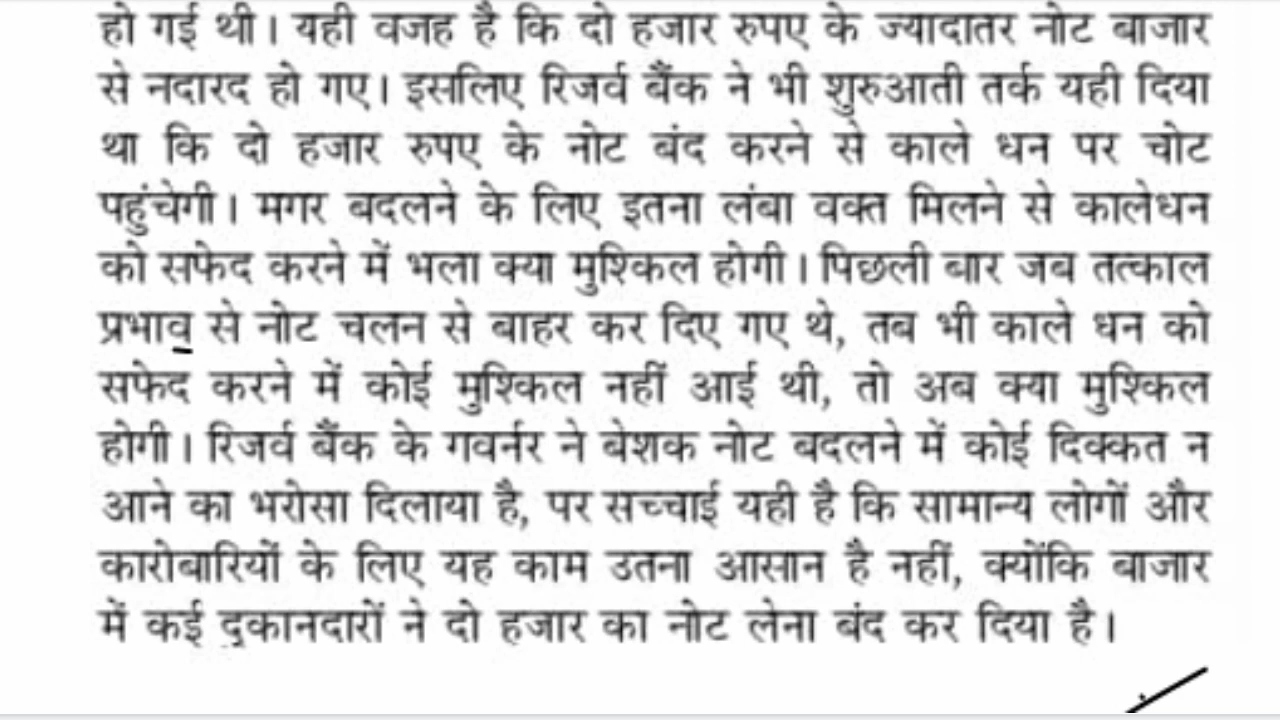 हो गई थी। यही वजह है कि दो हजार रुपए के ज्यादातर नोट बाजार
से नदारद हो गए। इसलिए रिजर्व बैंक ने भी शुरुआती तर्क यही दिया
था कि दो हजार रुपए के नोट बंद करने से काले धन पर चोट
पहुंचेगी। मगर बदलने के लिए इतना लंबा वक्त मिलने से कालेधन
को सफेद करने में भला क्या मुश्किल होगी। पिछली बार जब तत्काल
प्रभाव से नोट चलन से बाहर कर दिए गए थे, तब भी काले धन को
सफेद करने में कोई मुश्किल नहीं आई थी, तो अब क्या मुश्किल
होगी। रिजर्व बैंक के गवर्नर ने बेशक नोट बदलने में कोई दिक्कत न
आने का भरोसा दिलाया है, पर सच्चाई यही है कि सामान्य लोगों और
कारोबारियों के लिए यह काम उतना आसान है नहीं, क्योंकि बाजार
में कई दुकानदारों ने दो हजार का नोट लेना बंद कर दिया है।